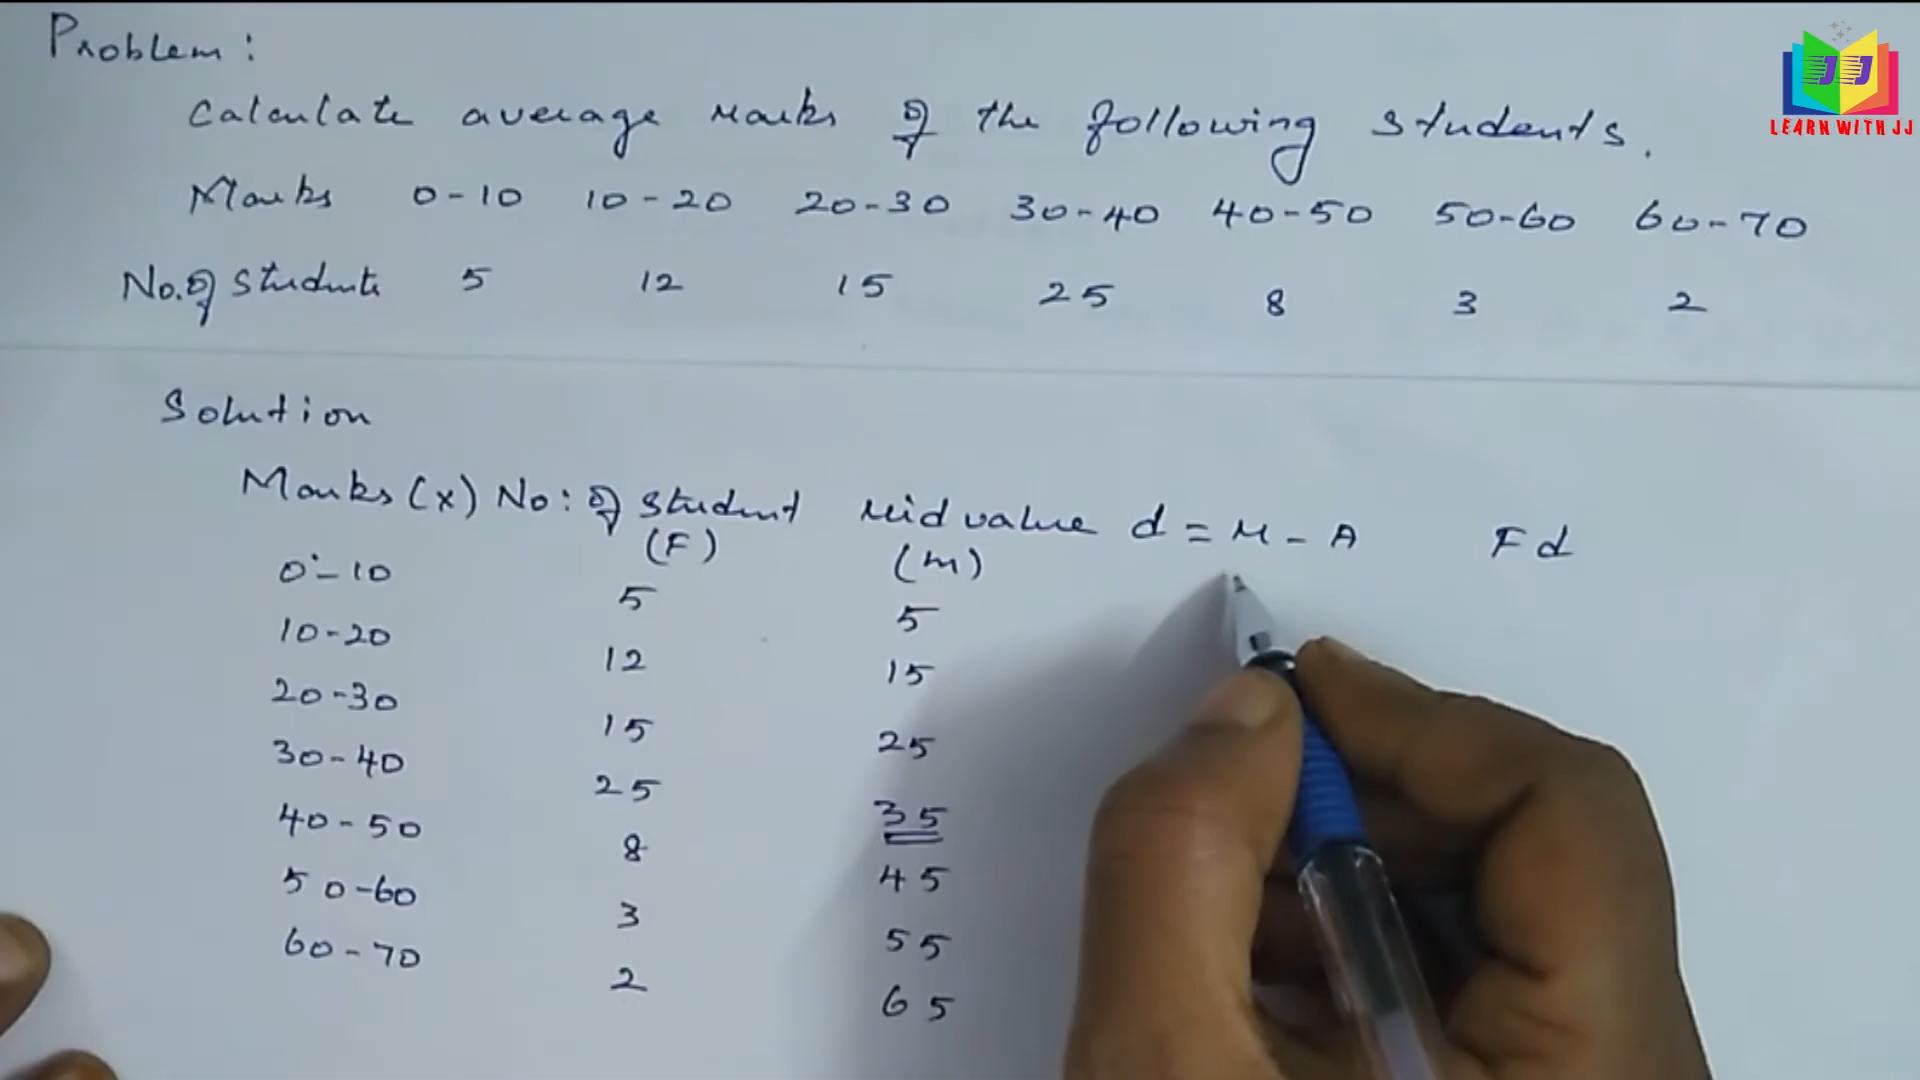 Problem:
LEARN WITH JJ
Calculate average Marks of the following students.
Marks 0-10 10-20 20-30 30-40 40-50 50-60 60-70
No. of students 5 12 15 25 8 3 2
Solution
Marks (x) No: of student Mid value d = M - A Fd
(F) (m)
0-10 5 5
10-20 12 15
20-30 15 25
30-40 25 35
40-50 8 45
50-60 3 55
60-70 2 65